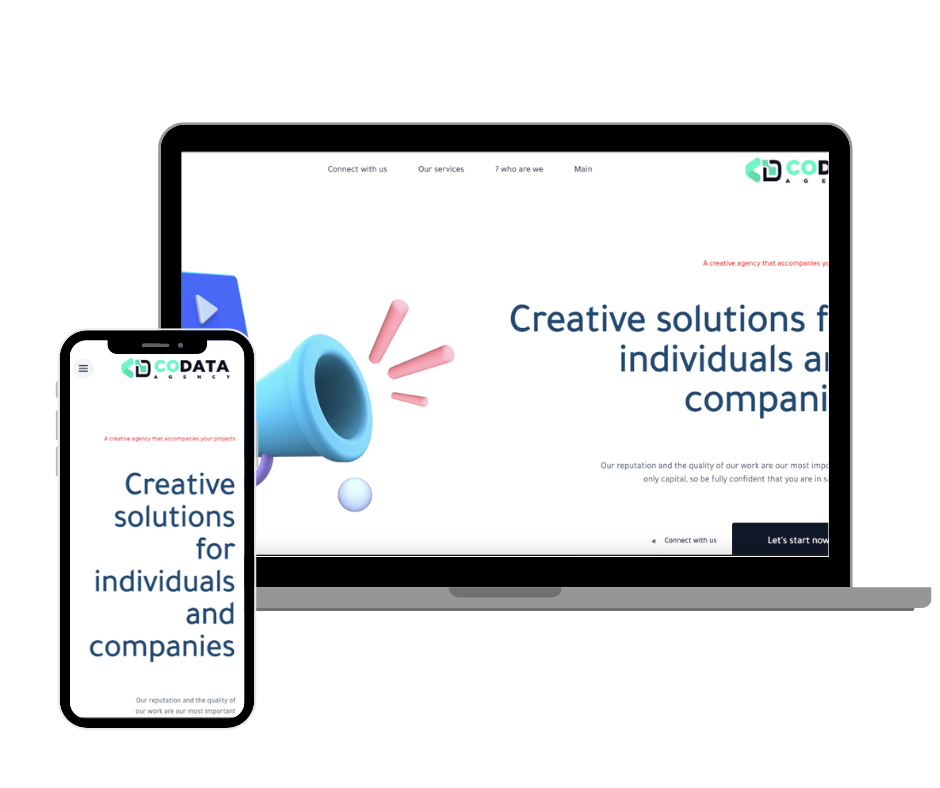 Connect with us
Our services
? who are we
Main
COD
AGE
A creative agency that accompanies yo
Creative solutions f
individuals ar
compani
Our reputation and the quality of our work are our most impo
only capital, so be fully confident that you are in s
« Connect with us
Let's start now
CODATA
AGENCY
A creative agency that accompanies your projects
Creative
solutions
for
individuals
and
companies
Our reputation and the quality of
our work are our most important